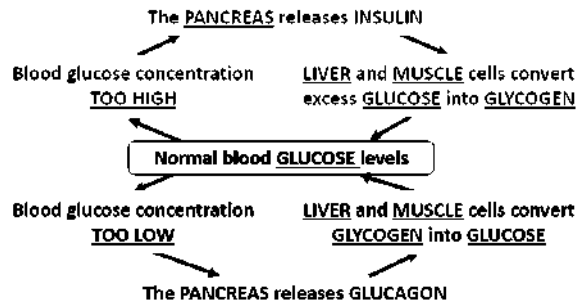 The PANCREAS releases INSULIN
Blood glucose concentration
TOO HIGH
LIVER and MUSCLE cells convert
excess GLUCOSE into GLYCOGEN
Normal blood GLUCOSE levels
Blood glucose concentration
TOO LOW
LIVER and MUSCLE cells convert
GLYCOGEN into GLUCOSE
The PANCREAS releases GLUCAGON